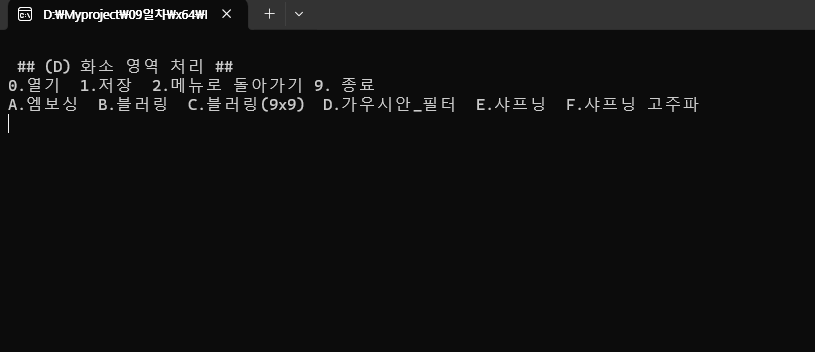 D:₩Myproject₩09일차₩x64₩
## (D) 화소 영역 처리 ##
0.열기 1.저장 2.메뉴로 돌아가기 9. 종료
A.엠보싱 B.블러링 C.블러링(9x9) D.가우시안_필터 E.샤프닝 F.샤프닝 고주파